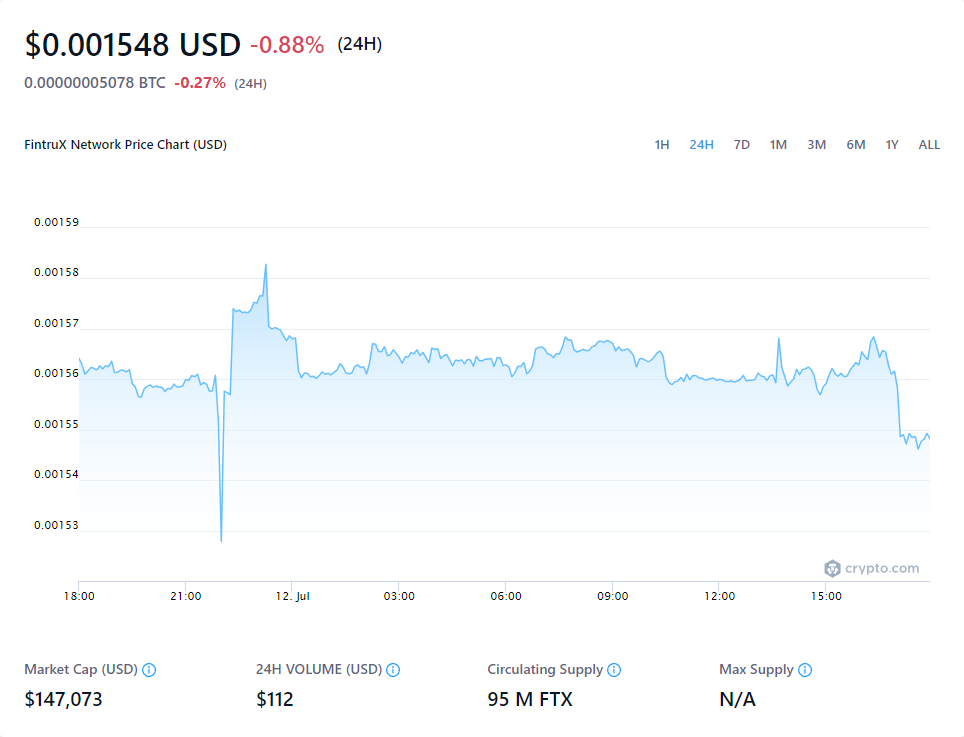 $0.001548 USD -0.88% (24H)
0.00000005078 BTC -0.27% (24H)
FintruX Network Price Chart (USD) 1H 24H 7D 1M 3M 6M 1Y ALL
0.00159
0.00158
0.00157
0.00156
0.00155
0.00154
0.00153
crypto.com
18:00 21:00 12. Jul 03:00 06:00 09:00 12:00 15:00
Market Cap (USD) 24H VOLUME (USD) Circulating Supply Max Supply
$147,073 $112 95 M FTX N/A